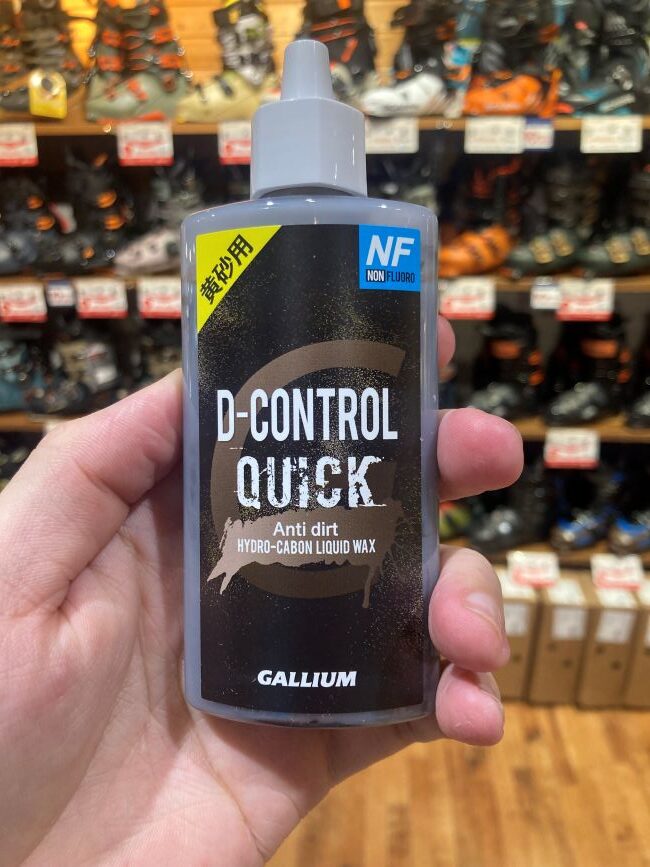 黄砂用
NF
NON FLUORO
D-CONTROL
QUICK
Anti dirt
HYDRO-CABON LIQUID WAX
GALLIUM